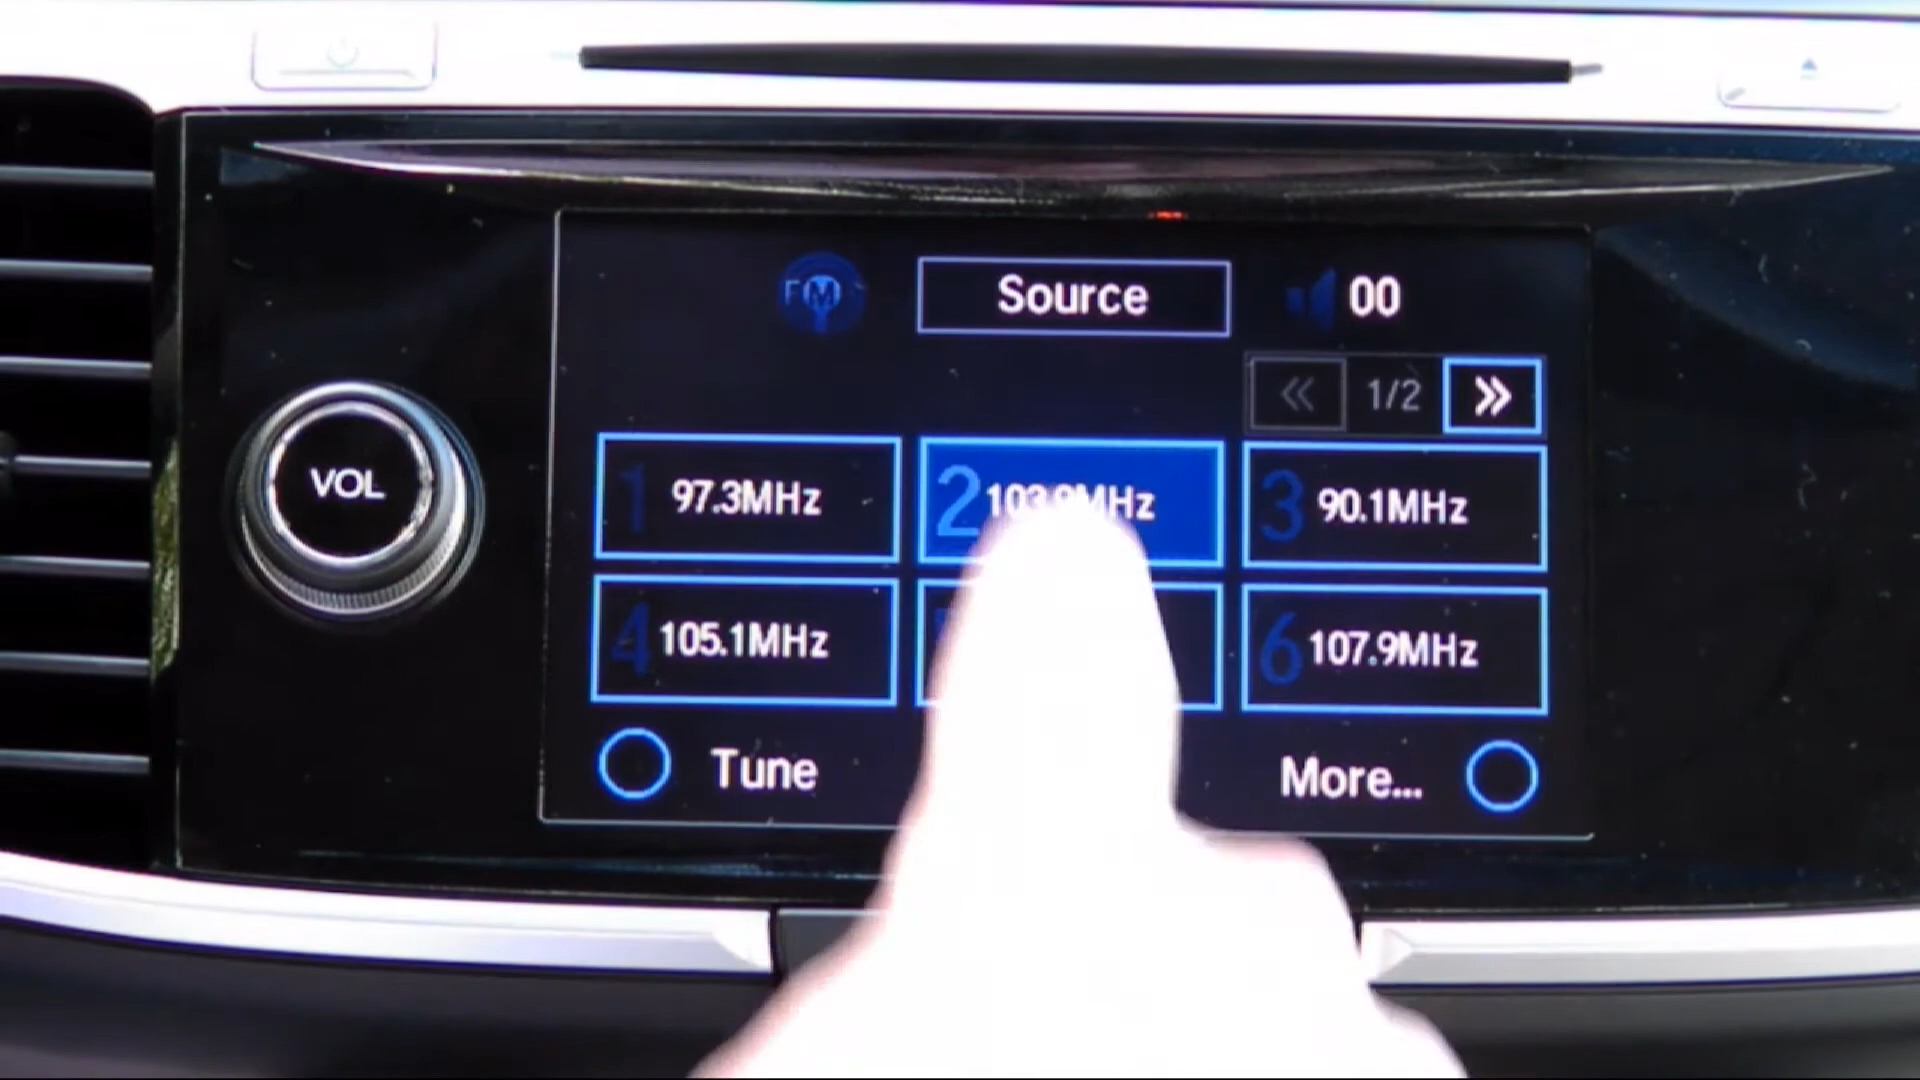 FM Source 00
1/2
1 97.3MHz 2 MHz 3 90.1MHz
VOL
4 105.1MHz 6 107.9MHz
Tune More...